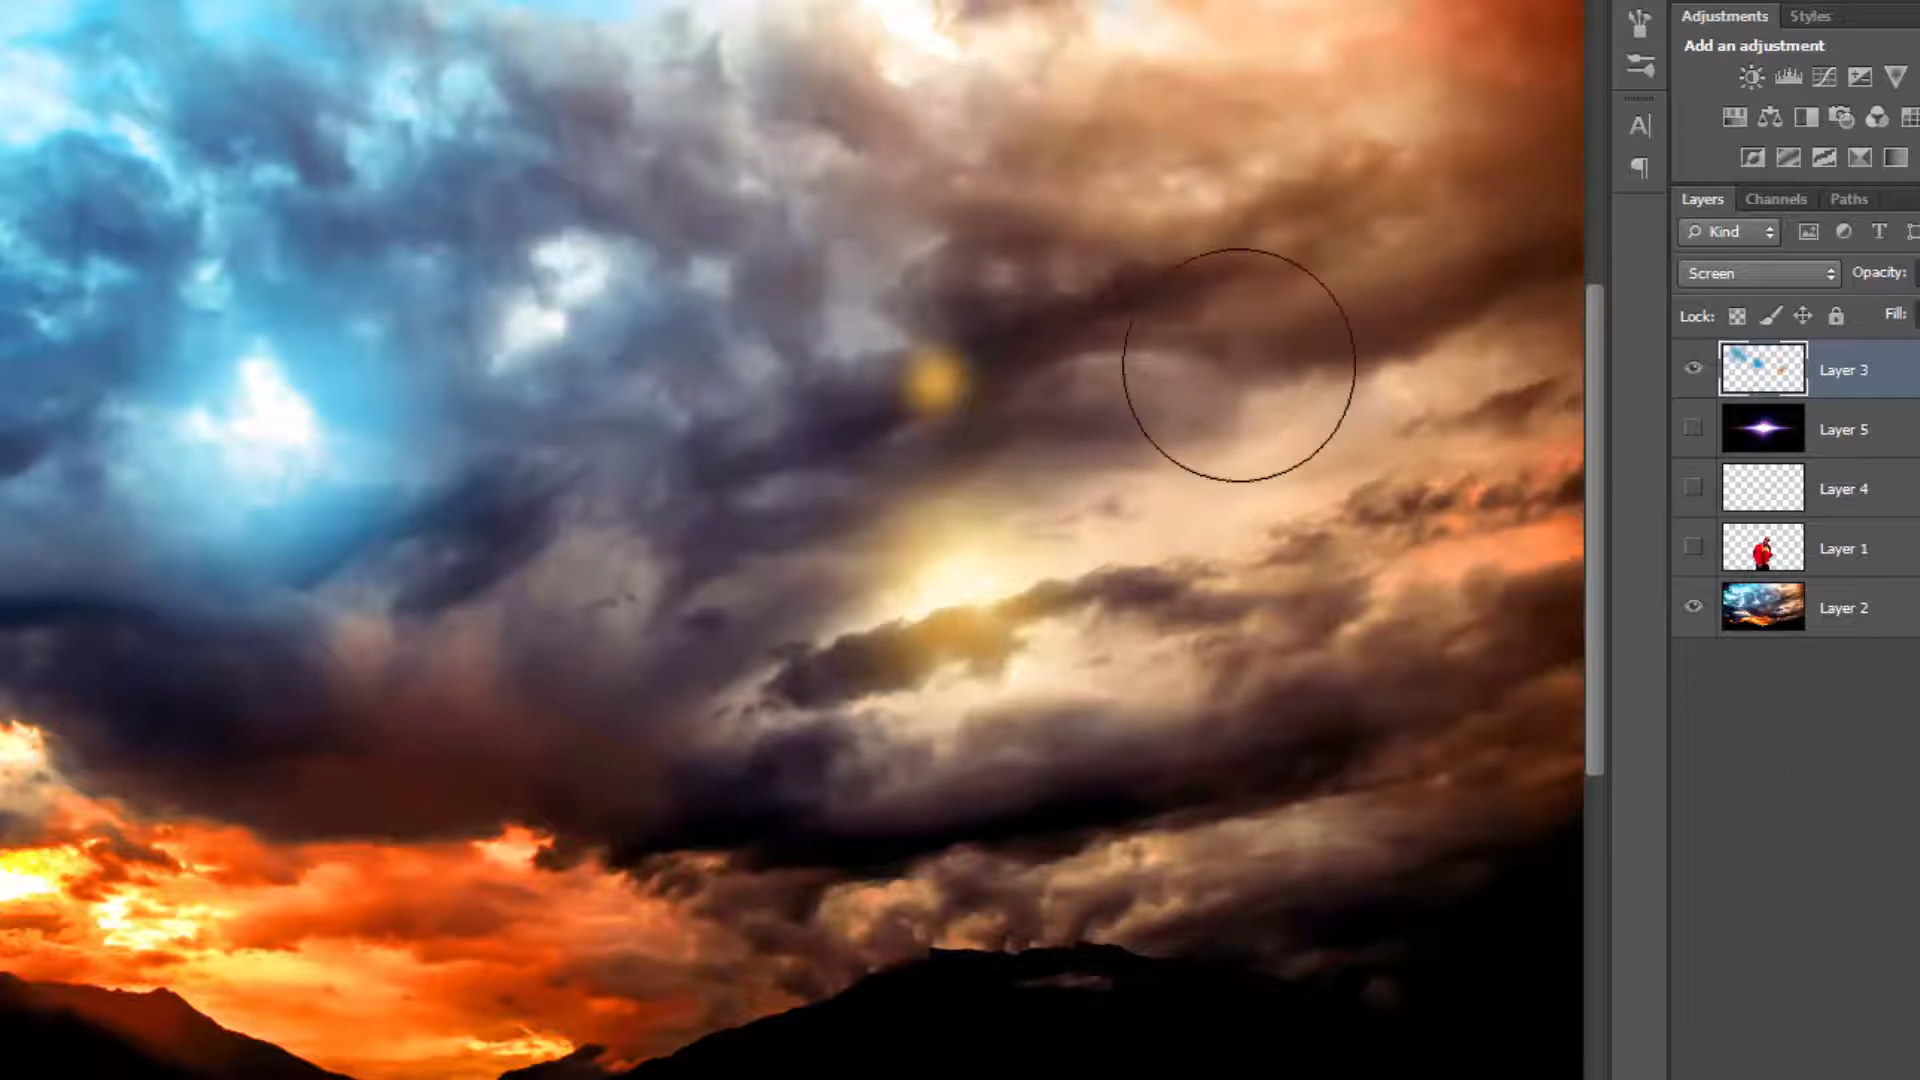 Adjustments Styles
Add an adjustment
A
Layers Channels Paths
Kind
T
Screen Opacity:
Lock: Fill:
Layer 3
Layer 5
Layer 4
Layer 1
Layer 2